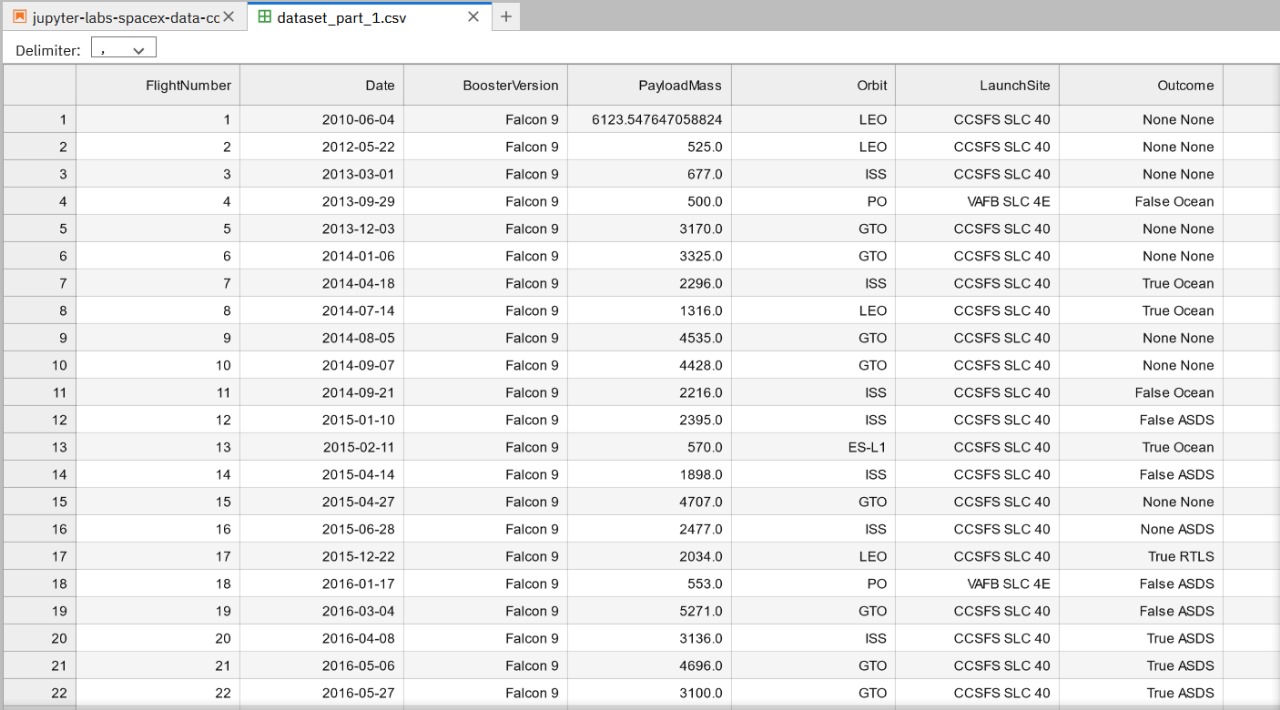 jupyter-labs-spacex-data-cc dataset_part_1.csv
Delimiter: ,
FlightNumber Date BoosterVersion PayloadMass Orbit LaunchSite Outcome
1 1 2010-06-04 Falcon 9 6123.547647058824 LEO CCSFS SLC 40 None None
2 2 2012-05-22 Falcon 9 525.0 LEO CCSFS SLC 40 None None
3 3 2013-03-01 Falcon 9 677.0 ISS CCSFS SLC 40 None None
4 4 2013-09-29 Falcon 9 500.0 PO VAFB SLC 4E False Ocean
5 5 2013-12-03 Falcon 9 3170.0 GTO CCSFS SLC 40 None None
6 6 2014-01-06 Falcon 9 3325.0 GTO CCSFS SLC 40 None None
7 7 2014-04-18 Falcon 9 2296.0 ISS CCSFS SLC 40 True Ocean
8 8 2014-07-14 Falcon 9 1316.0 LEO CCSFS SLC 40 True Ocean
9 9 2014-08-05 Falcon 9 4535.0 GTO CCSFS SLC 40 None None
10 10 2014-09-07 Falcon 9 4428.0 GTO CCSFS SLC 40 None None
11 11 2014-09-21 Falcon 9 2216.0 ISS CCSFS SLC 40 False Ocean
12 12 2015-01-10 Falcon 9 2395.0 ISS CCSFS SLC 40 False ASDS
13 13 2015-02-11 Falcon 9 570.0 ES-L1 CCSFS SLC 40 True Ocean
14 14 2015-04-14 Falcon 9 1898.0 ISS CCSFS SLC 40 False ASDS
15 15 2015-04-27 Falcon 9 4707.0 GTO CCSFS SLC 40 None None
16 16 2015-06-28 Falcon 9 2477.0 ISS CCSFS SLC 40 None ASDS
17 17 2015-12-22 Falcon 9 2034.0 LEO CCSFS SLC 40 True RTLS
18 18 2016-01-17 Falcon 9 553.0 PO VAFB SLC 4E False ASDS
19 19 2016-03-04 Falcon 9 5271.0 GTO CCSFS SLC 40 False ASDS
20 20 2016-04-08 Falcon 9 3136.0 ISS CCSFS SLC 40 True ASDS
21 21 2016-05-06 Falcon 9 4696.0 GTO CCSFS SLC 40 True ASDS
22 22 2016-05-27 Falcon 9 3100.0 GTO CCSFS SLC 40 True ASDS